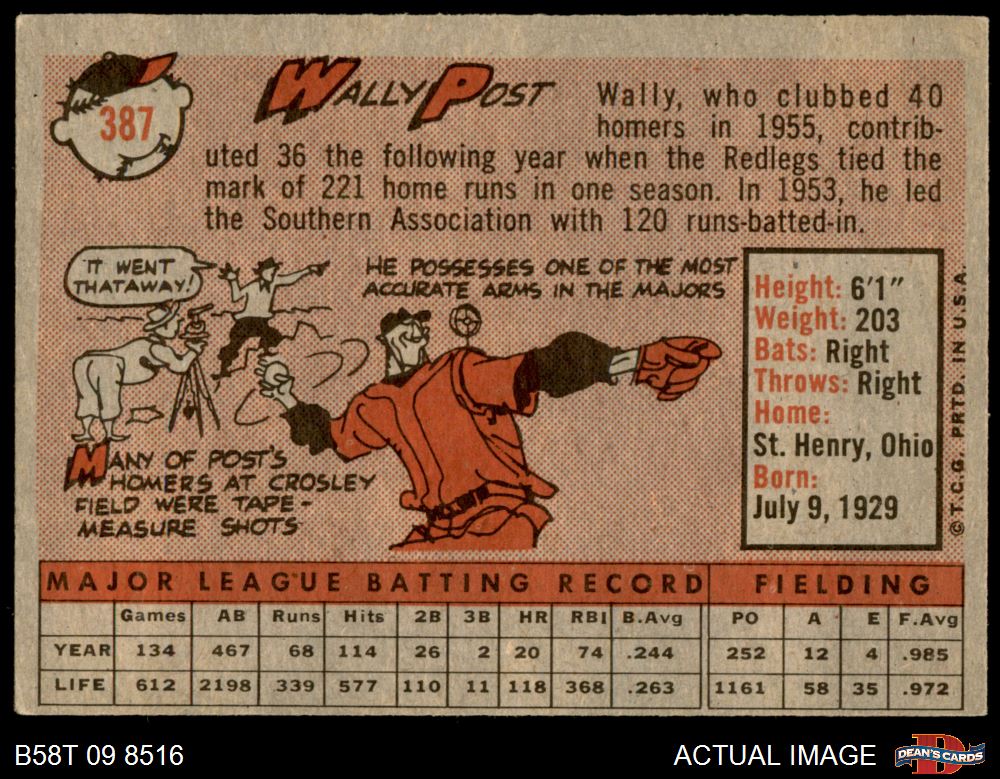 387
WALLY POST
Wally, who clubbed 40
homers in 1955, contrib-
uted 36 the following year when the Redlegs tied the
mark of 221 home runs in one season. In 1953, he led
the Southern Association with 120 runs-batted-in.
"IT WENT
THATAWAY!"
HE POSSESSES ONE OF THE MOST
ACCURATE ARMS IN THE MAJORS
MANY OF POST'S
HOMERS AT CROSLEY
FIELD WERE TAPE-
MEASURE SHOTS
Height: 6'1"
Weight: 203
Bats: Right
Throws: Right
Home:
St. Henry, Ohio
Born:
July 9, 1929
© T.C.G. PRTD. IN U.S.A.
MAJOR LEAGUE BATTING RECORD FIELDING
Games AB Runs Hits 2B 3B HR RBI B.Avg PO A E F.Avg
YEAR 134 467 68 114 26 2 20 74 .244 252 12 4 .985
LIFE 612 2198 339 577 110 11 118 368 .263 1161 58 35 .972
B58T 09 8516 ACTUAL IMAGE DEAN'S CARDS